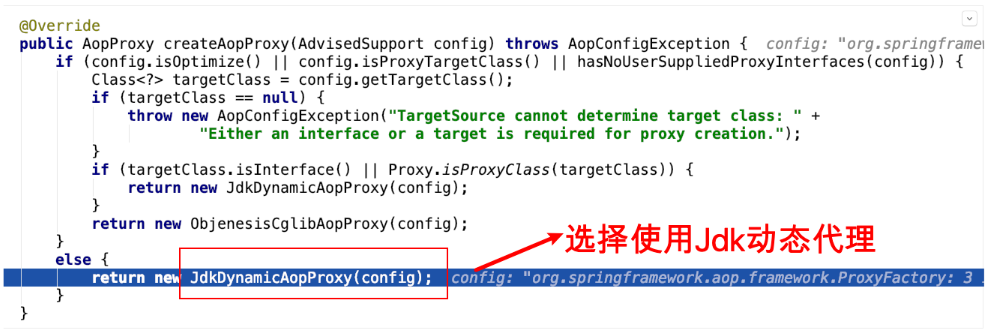 @Override
public AopProxy createAopProxy(AdvisedSupport config) throws AopConfigException {  config: "org.springframew
if (config.isOptimize() || config.isProxyTargetClass() || hasNoUserSuppliedProxyInterfaces(config)) {
Class<?> targetClass = config.getTargetClass();
if (targetClass == null) {
throw new AopConfigException("TargetSource cannot determine target class: " +
"Either an interface or a target is required for proxy creation.");
}
if (targetClass.isInterface() || Proxy.isProxyClass(targetClass)) {
return new JdkDynamicAopProxy(config);
}
return new ObjenesisCglibAopProxy(config);
}
选择使用Jdk动态代理
else {
return new JdkDynamicAopProxy(config);  config: "org.springframework.aop.framework.ProxyFactory: 3
}
}